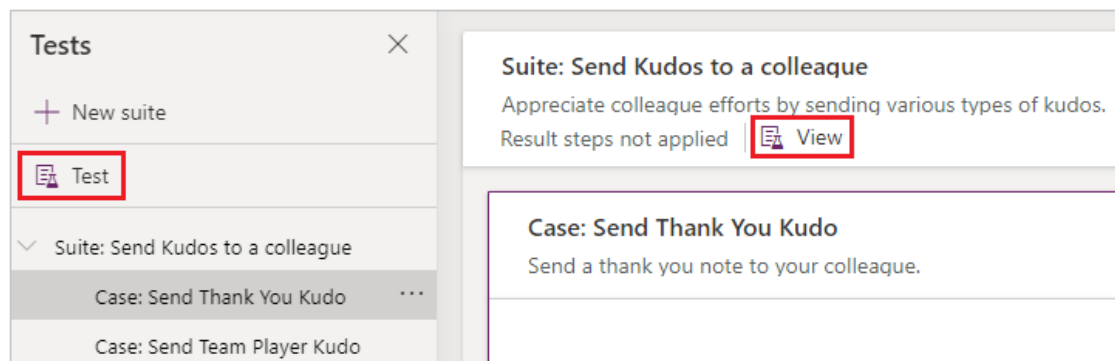 Tests
New suite
Test
Suite: Send Kudos to a colleague
Case: Send Thank You Kudo
Case: Send Team Player Kudo
Suite: Send Kudos to a colleague
Appreciate colleague efforts by sending various types of kudos.
Result steps not applied
View
Case: Send Thank You Kudo
Send a thank you note to your colleague.